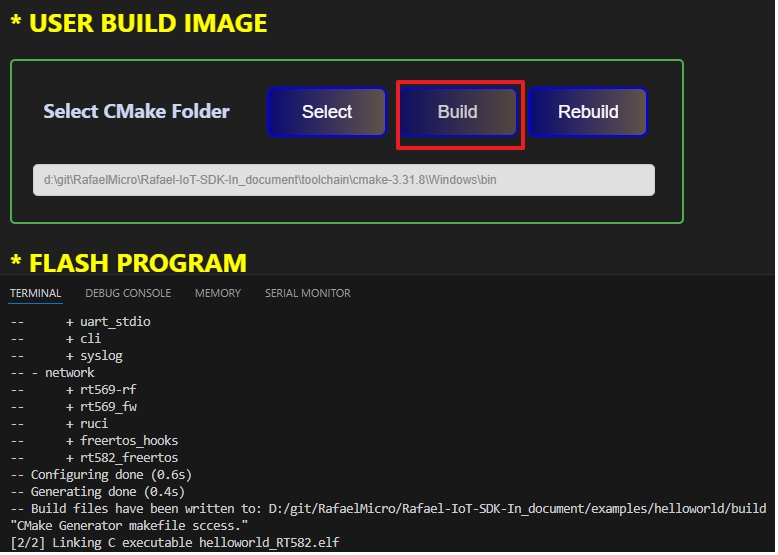 * USER BUILD IMAGE
Select CMake Folder Select Build Rebuild
d:\git\RafaelMicro\Rafael-IoT-SDK-In_document\toolchain\cmake-3.31.8\Windows\bin
* FLASH PROGRAM
TERMINAL DEBUG CONSOLE MEMORY SERIAL MONITOR
-- + uart_stdio
-- + cli
-- + syslog
-- - network
-- + rt569-rf
-- + rt569_fw
-- + ruci
-- + freertos_hooks
-- + rt582_freertos
-- Configuring done (0.6s)
-- Generating done (0.4s)
-- Build files have been written to: D:/git/RafaelMicro/Rafael-IoT-SDK-In_document/examples/helloworld/build
"CMake Generator makefile sccess."
[2/2] Linking C executable helloworld_RT582.elf